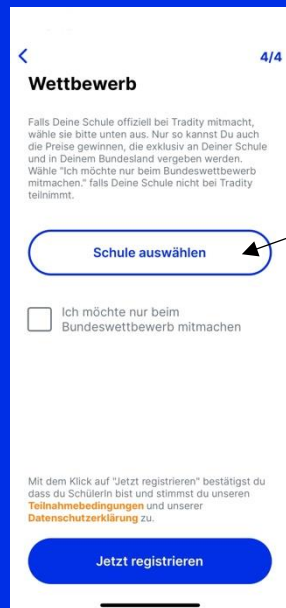 4/4
Wettbewerb
Falls Deine Schule offiziell bei Tradity mitmacht,
wähle sie bitte unten aus. Nur so kannst Du auch
die Preise gewinnen, die exklusiv an Deiner Schule
und in Deinem Bundesland vergeben werden.
Wähle "Ich möchte nur beim Bundeswettbewerb
mitmachen." falls Deine Schule nicht bei Tradity
teilnimmt.
Schule auswählen
Ich möchte nur beim
Bundeswettbewerb mitmachen
Mit dem Klick auf "Jetzt registrieren" bestätigst du
dass du SchülerIn bist und stimmst du unseren
Teilnahmebedingungen und unserer
Datenschutzerklärung zu.
Jetzt registrieren